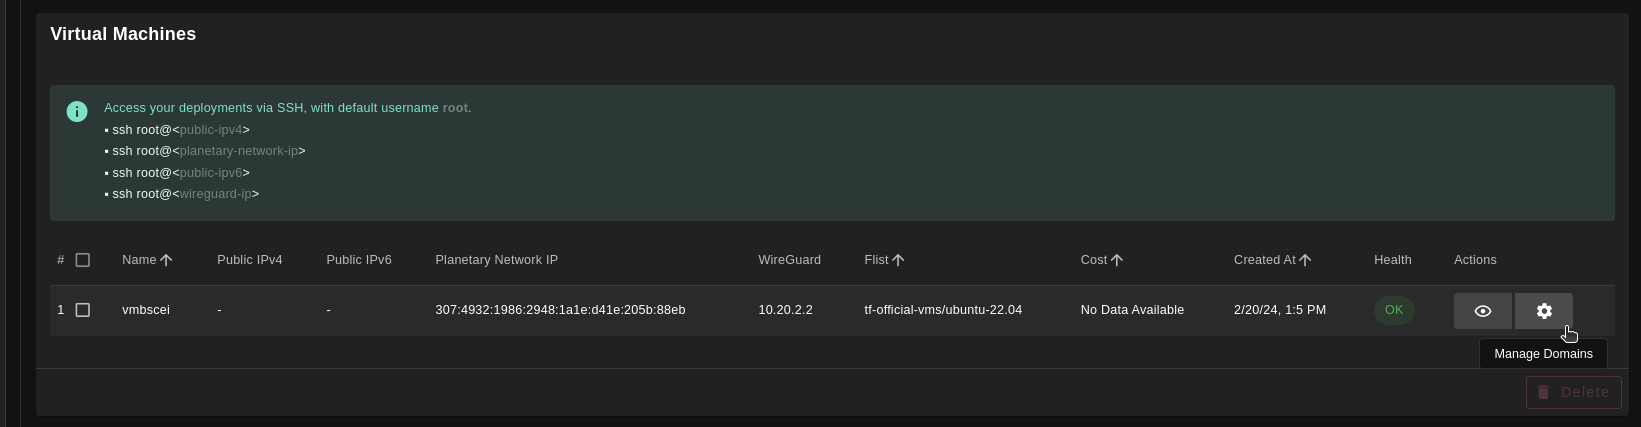 Virtual Machines
Access your deployments via SSH, with default username root.
▪ ssh root@<public-ipv4>
▪ ssh root@<planetary-network-ip>
▪ ssh root@<public-ipv6>
▪ ssh root@<wireguard-ip>
# Name Public IPv4 Public IPv6 Planetary Network IP WireGuard Flist Cost Created At Health Actions
1 vmbscei - - 307:4932:1986:2948:1a1e:d41e:205b:88eb 10.20.2.2 tf-official-vms/ubuntu-22.04 No Data Available 2/20/24, 1:5 PM OK
Manage Domains
Delete